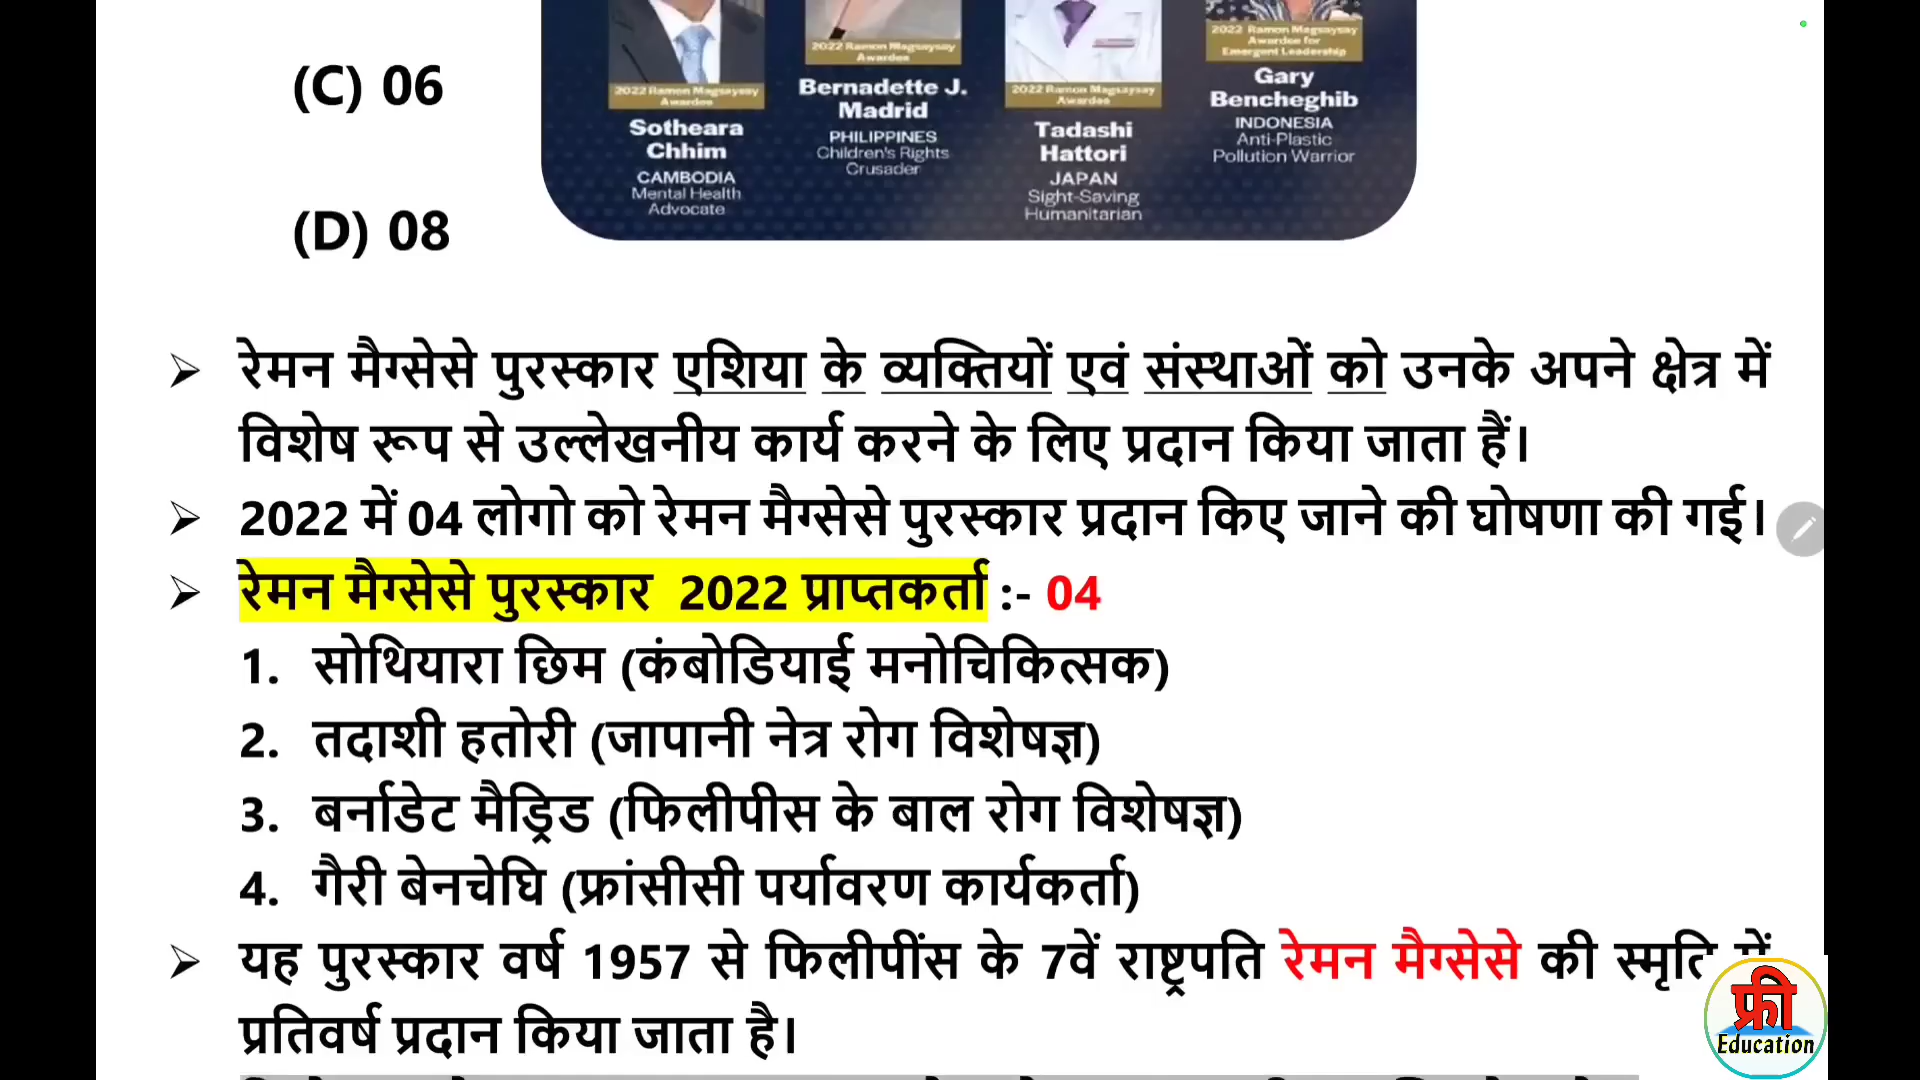 (C) 06
(D) 08
2022 Ramon Magsaysay
Awardee
Sotheara
Chhim
CAMBODIA
Mental Health
Advocate
2022 Ramon Magsaysay
Awardee
Bernadette J.
Madrid
PHILIPPINES
Children's Rights
Crusader
2022 Ramon Magsaysay
Awardee
Tadashi
Hattori
JAPAN
Sight-Saving
Humanitarian
2022 Ramon Magsaysay
Awardee for
Emergent Leadership
Gary
Bencheghib
INDONESIA
Anti-Plastic
Pollution Warrior
➢ रेमन मैग्सेसे पुरस्कार एशिया के व्यक्तियों एवं संस्थाओं को उनके अपने क्षेत्र में
विशेष रूप से उल्लेखनीय कार्य करने के लिए प्रदान किया जाता हैं।
➢ 2022 में 04 लोगो को रेमन मैग्सेसे पुरस्कार प्रदान किए जाने की घोषणा की गई।
➢ रेमन मैग्सेसे पुरस्कार 2022 प्राप्तकर्ता :- 04
1. सोथियारा छिम (कंबोडियाई मनोचिकित्सक)
2. तदाशी हतोरी (जापानी नेत्र रोग विशेषज्ञ)
3. बर्नाडेट मैड्रिड (फिलीपीस के बाल रोग विशेषज्ञ)
4. गैरी बेनचेघि (फ्रांसीसी पर्यावरण कार्यकर्ता)
➢ यह पुरस्कार वर्ष 1957 से फिलीपींस के 7वें राष्ट्रपति रेमन मैग्सेसे की स्मृति में
प्रतिवर्ष प्रदान किया जाता है।
फ्री
Education